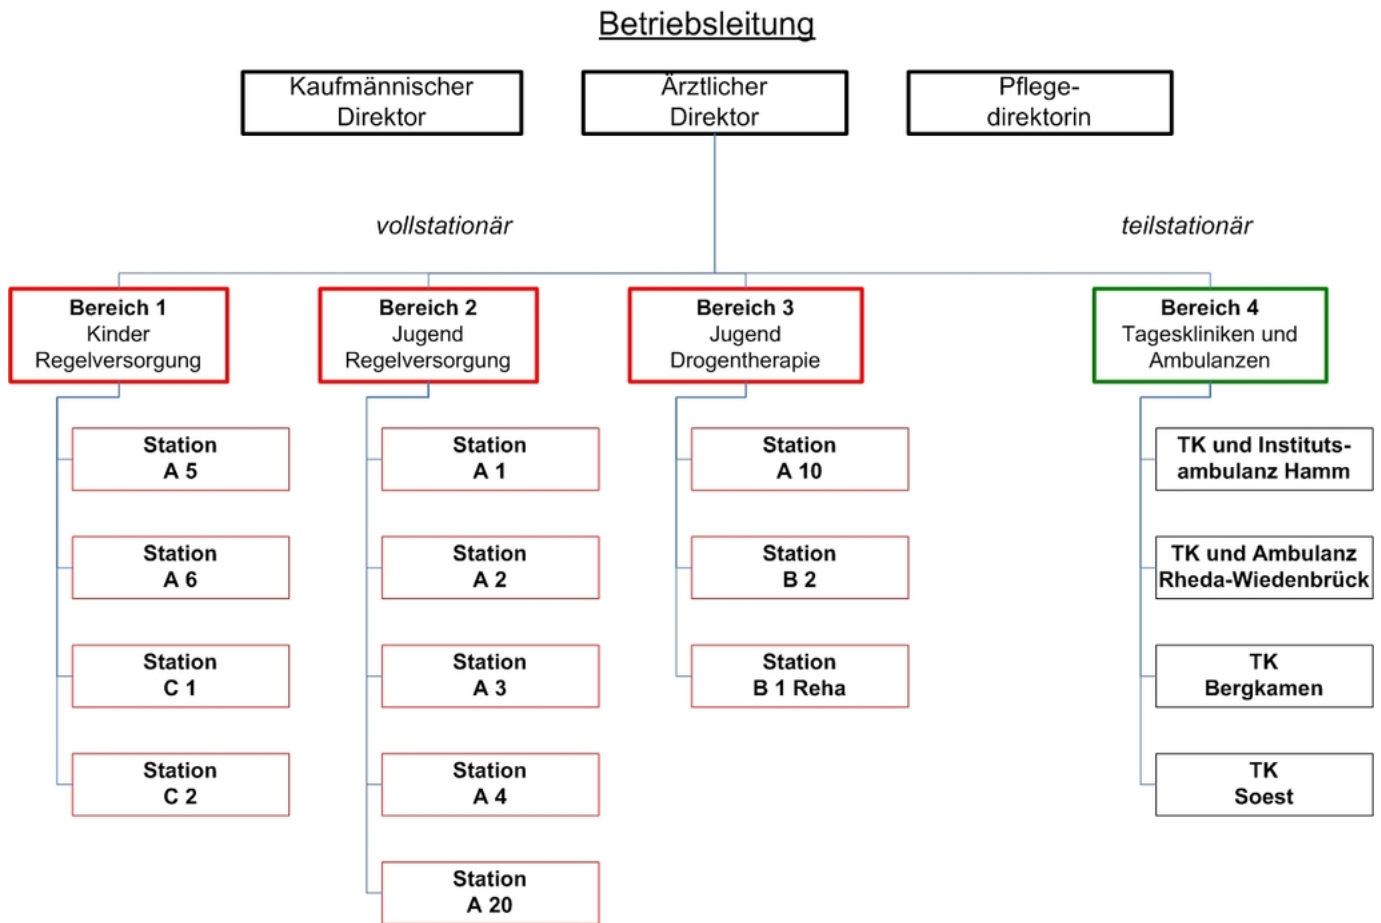 Betriebsleitung
Kaufmännischer
Direktor
Ärztlicher
Direktor
Pflege-
direktorin
vollstationär
teilstationär
Bereich 1
Kinder
Regelversorgung
Bereich 2
Jugend
Regelversorgung
Bereich 3
Jugend
Drogentherapie
Bereich 4
Tageskliniken und
Ambulanzen
Station
A 5
Station
A 6
Station
C 1
Station
C 2
Station
A 1
Station
A 2
Station
A 3
Station
A 4
Station
A 20
Station
A 10
Station
B 2
Station
B 1 Reha
TK und Instituts-
ambulanz Hamm
TK und Ambulanz
Rheda-Wiedenbrück
TK
Bergkamen
TK
Soest